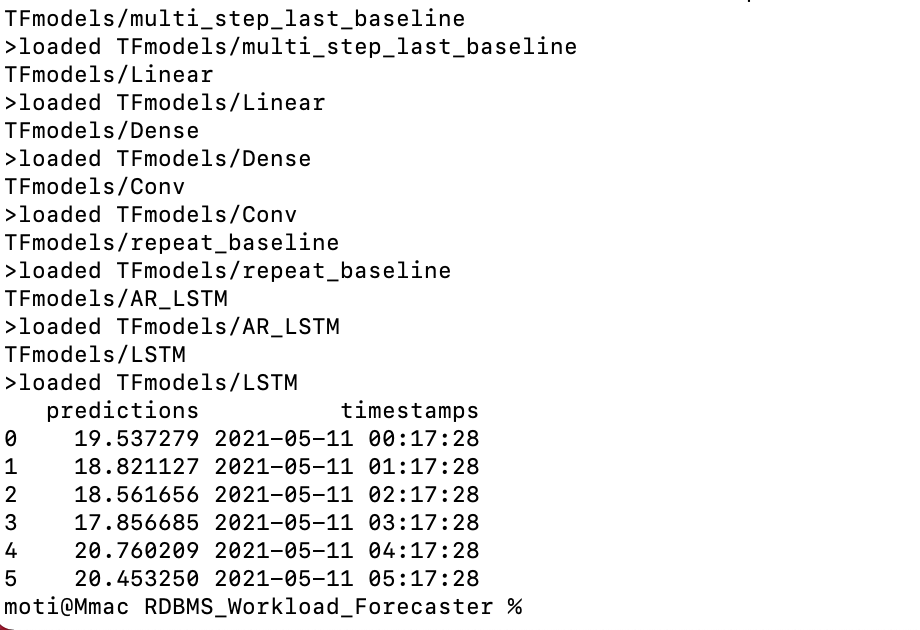 TFmodels/multi_step_last_baseline
>loaded TFmodels/multi_step_last_baseline
TFmodels/Linear
>loaded TFmodels/Linear
TFmodels/Dense
>loaded TFmodels/Dense
TFmodels/Conv
>loaded TFmodels/Conv
TFmodels/repeat_baseline
>loaded TFmodels/repeat_baseline
TFmodels/AR_LSTM
>loaded TFmodels/AR_LSTM
TFmodels/LSTM
>loaded TFmodels/LSTM
   predictions          timestamps
0    19.537279 2021-05-11 00:17:28
1    18.821127 2021-05-11 01:17:28
2    18.561656 2021-05-11 02:17:28
3    17.856685 2021-05-11 03:17:28
4    20.760209 2021-05-11 04:17:28
5    20.453250 2021-05-11 05:17:28
moti@Mmac RDBMS_Workload_Forecaster %